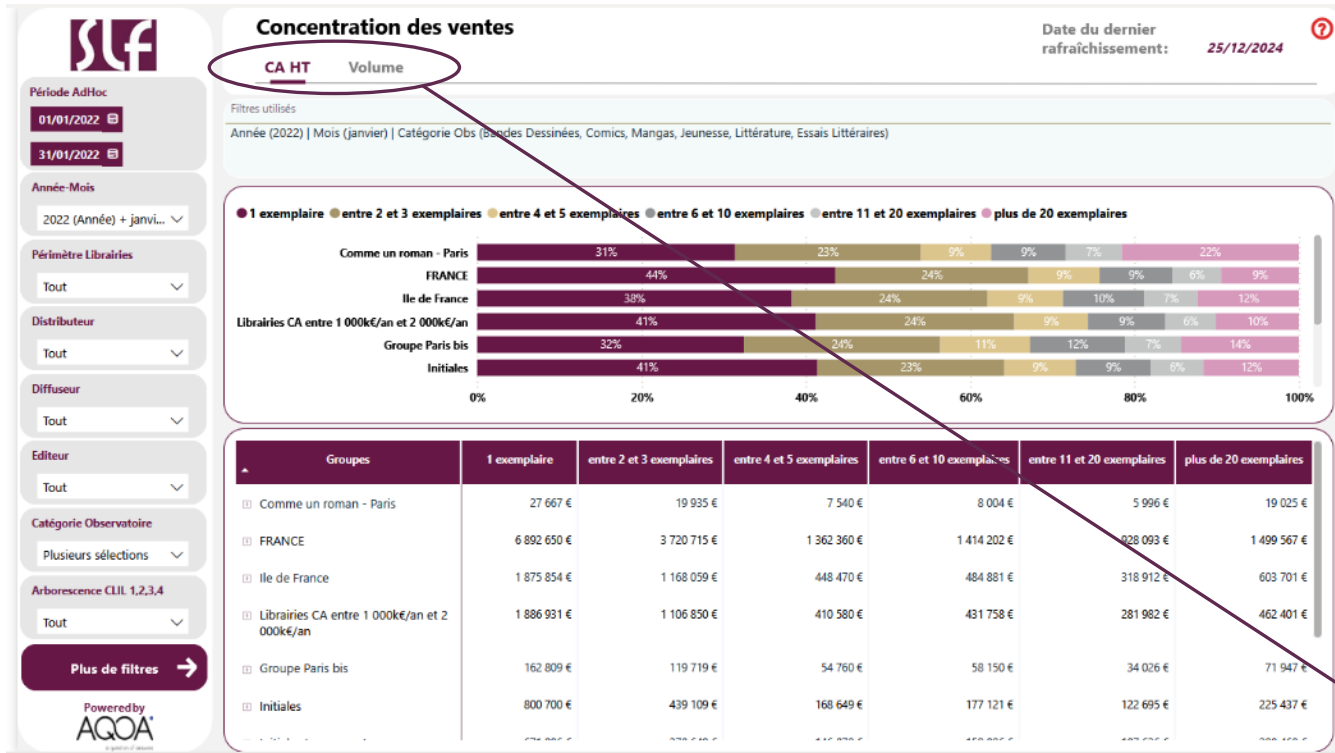 SLF
Concentration des ventes
Date du dernier
rafraîchissement:
25/12/2024
?
CA HT
Volume
Période AdHoc
01/01/2022
31/01/2022
Filtres utilisés
Année (2022) | Mois (janvier) | Catégorie Obs (Bandes Dessinées, Comics, Mangas, Jeunesse, Littérature, Essais Littéraires)
Année-Mois
2022 (Année) + janvi...
Périmètre Librairies
Tout
Distributeur
Tout
Diffuseur
Tout
Editeur
Tout
Catégorie Observatoire
Plusieurs sélections
Arborescence CLIL 1,2,3,4
Tout
Plus de filtres
Powered by
AQOA
1 exemplaire entre 2 et 3 exemplaires entre 4 et 5 exemplaires entre 6 et 10 exemplaires entre 11 et 20 exemplaires plus de 20 exemplaires
Comme un roman - Paris 31% 23% 9% 9% 7% 22%
FRANCE 44% 24% 9% 9% 6% 9%
Ile de France 38% 24% 9% 10% 7% 12%
Librairies CA entre 1 000k€/an et 2 000k€/an 41% 24% 9% 9% 6% 10%
Groupe Paris bis 32% 24% 11% 12% 7% 14%
Initiales 41% 23% 9% 9% 6% 12%
0% 20% 40% 60% 80% 100%
Groupes 1 exemplaire entre 2 et 3 exemplaires entre 4 et 5 exemplaires entre 6 et 10 exemplaires entre 11 et 20 exemplaires plus de 20 exemplaires
Comme un roman - Paris 27 667 € 19 935 € 7 540 € 8 004 € 5 996 € 19 025 €
FRANCE 6 892 650 € 3 720 715 € 1 362 360 € 1 414 202 € 928 093 € 1 499 567 €
Ile de France 1 875 854 € 1 168 059 € 448 470 € 484 881 € 318 912 € 603 701 €
Librairies CA entre 1 000k€/an et 2 1 886 931 € 1 106 850 € 410 580 € 431 758 € 281 982 € 462 401 €
000k€/an
Groupe Paris bis 162 809 € 119 719 € 54 760 € 58 150 € 34 026 € 71 947 €
Initiales 800 700 € 439 109 € 168 649 € 177 121 € 122 695 € 225 437 €